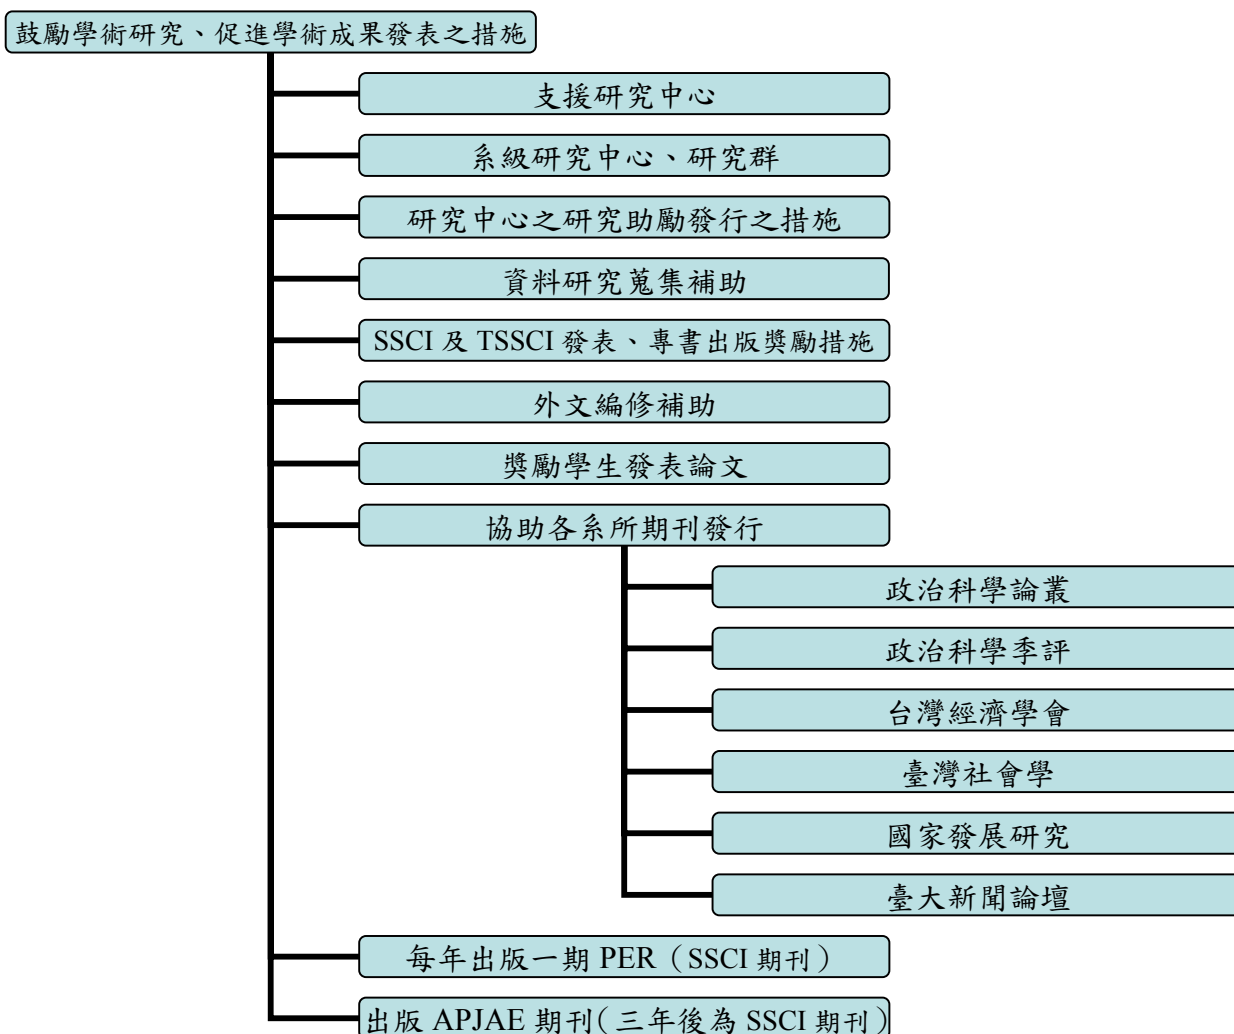 鼓勵學術研究、促進學術成果發表之措施
支援研究中心
系級研究中心、研究群
研究中心之研究助勵發行之措施
資料研究蒐集補助
SSCI 及 TSSCI 發表、專書出版獎勵措施
外文編修補助
獎勵學生發表論文
協助各系所期刊發行
政治科學論叢
政治科學季評
台灣經濟學會
臺灣社會學
國家發展研究
臺大新聞論壇
每年出版一期 PER（SSCI 期刊）
出版 APJAE 期刊(三年後為 SSCI 期刊)